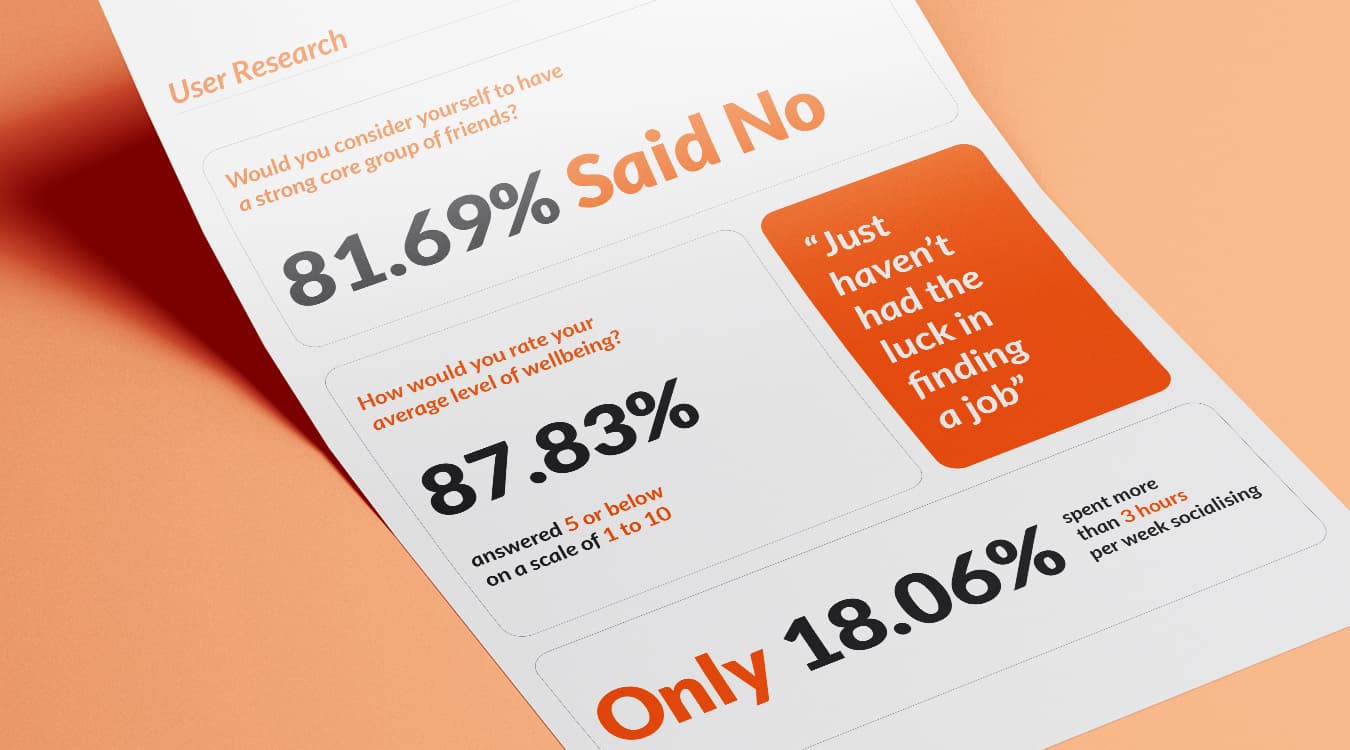 User Research
Would you consider yourself to have
a strong core group of friends?
81.69% Said No
How would you rate your
average level of wellbeing?
87.83%
answered 5 or below
on a scale of 1 to 10
“Just
haven’t
had the
luck in
finding
a job”
Only 18.06%
spent more
than 3 hours
per week socialising